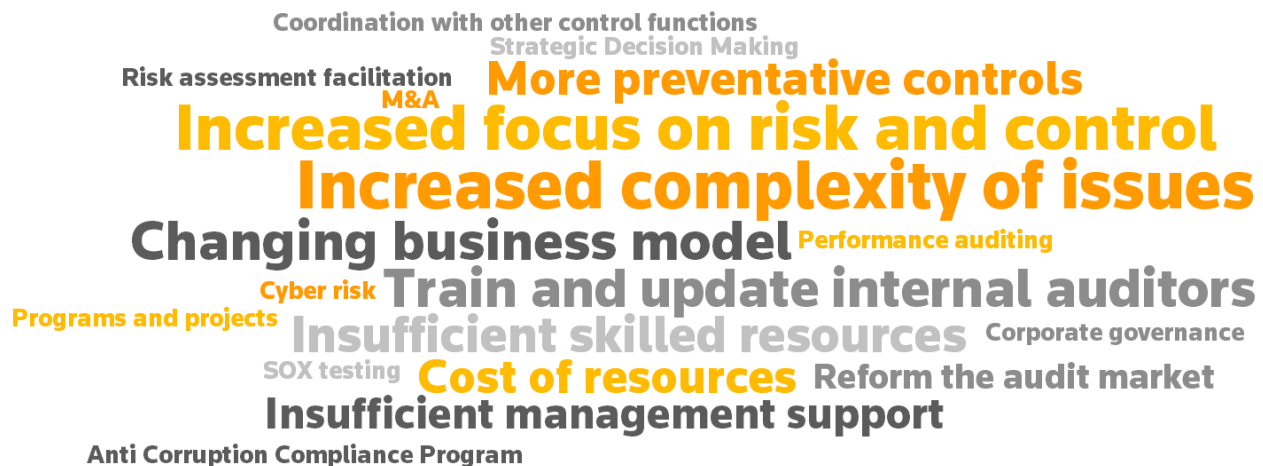 Coordination with other control functions
Strategic Decision Making
Risk assessment facilitation More preventative controls
M&A
Increased focus on risk and control
Increased complexity of issues
Changing business model Performance auditing
Cyber risk Train and update internal auditors
Programs and projects Insufficient skilled resources Corporate governance
SOX testing Cost of resources Reform the audit market
Insufficient management support
Anti Corruption Compliance Program